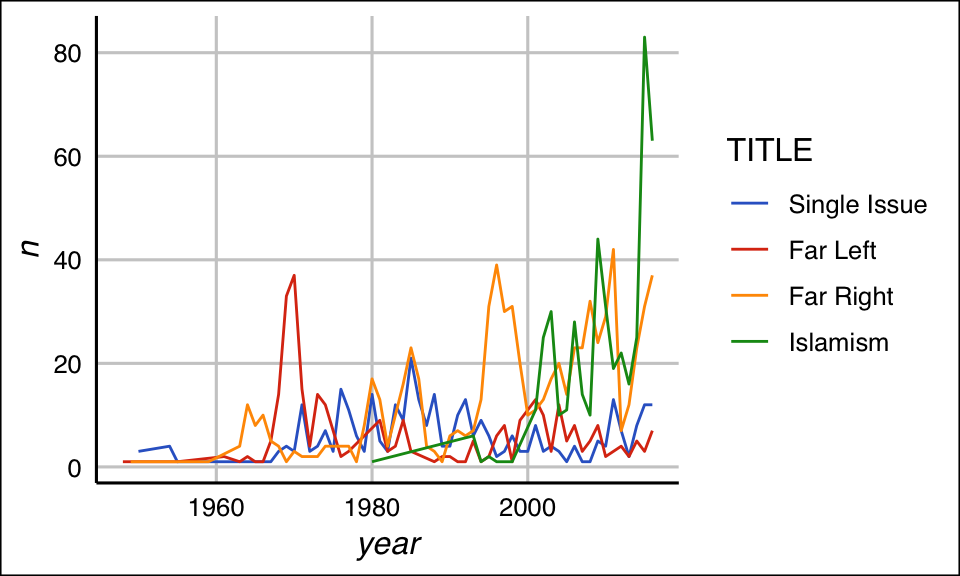 80
60
40
20
0
n
1960 1980 2000
year
TITLE
Single Issue
Far Left
Far Right
Islamism